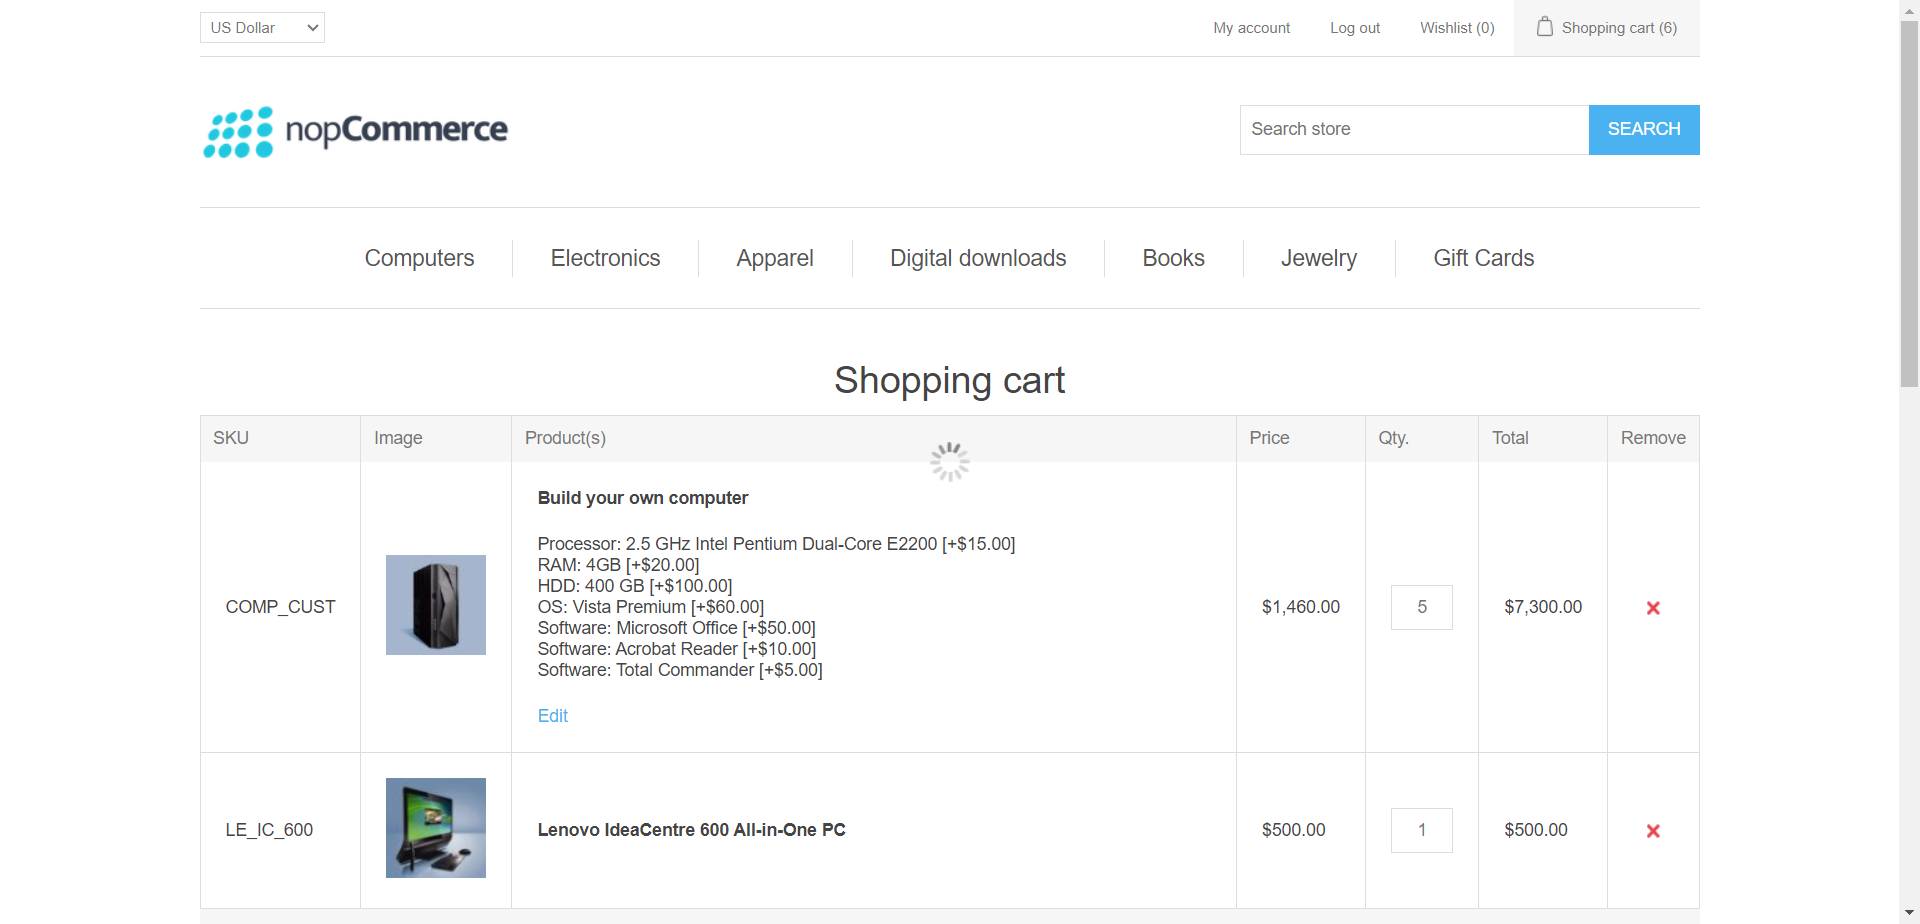 US Dollar
My account
Log out
Wishlist (0)
Shopping cart (6)
nopCommerce
Search store
SEARCH
Computers
Electronics
Apparel
Digital downloads
Books
Jewelry
Gift Cards
Shopping cart
SKU
Image
Product(s)
Price
Qty.
Total
Remove
COMP_CUST
Build your own computer
Processor: 2.5 GHz Intel Pentium Dual-Core E2200 [+$15.00]
RAM: 4GB [+$20.00]
HDD: 400 GB [+$100.00]
OS: Vista Premium [+$60.00]
Software: Microsoft Office [+$50.00]
Software: Acrobat Reader [+$10.00]
Software: Total Commander [+$5.00]
Edit
$1,460.00
5
$7,300.00
LE_IC_600
Lenovo IdeaCentre 600 All-in-One PC
$500.00
1
$500.00